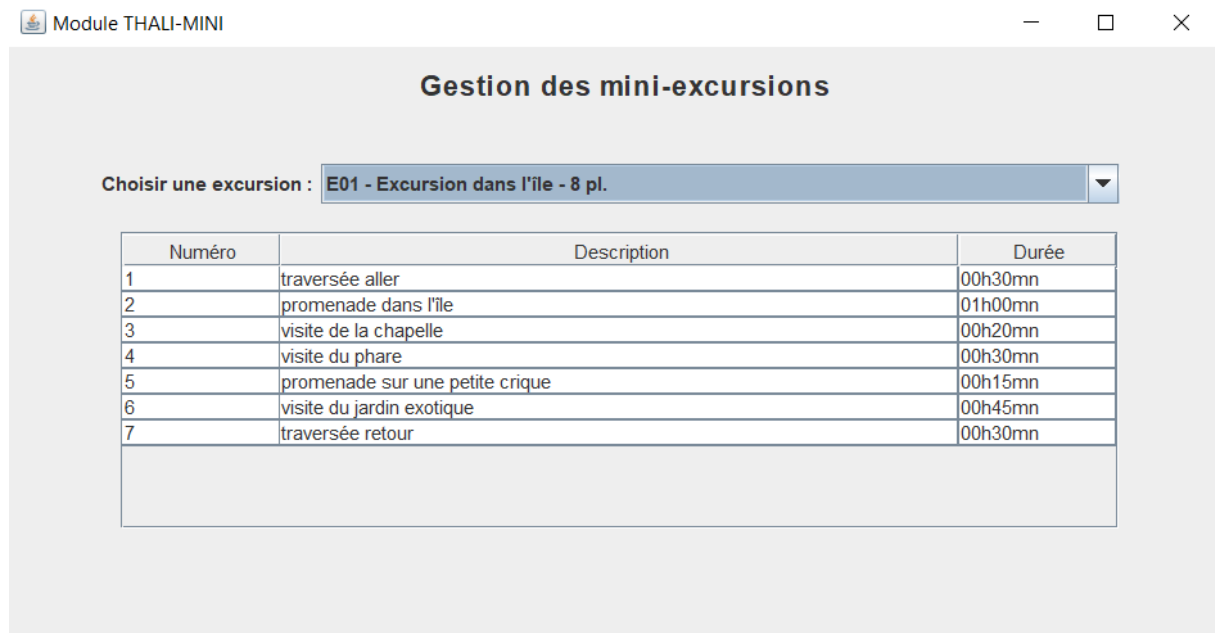 Module THALI-MINI
Gestion des mini-excursions
Choisir une excursion : E01 - Excursion dans l'île - 8 pl.
Numéro Description Durée
1 traversée aller 00h30mn
2 promenade dans l'île 01h00mn
3 visite de la chapelle 00h20mn
4 visite du phare 00h30mn
5 promenade sur une petite crique 00h15mn
6 visite du jardin exotique 00h45mn
7 traversée retour 00h30mn